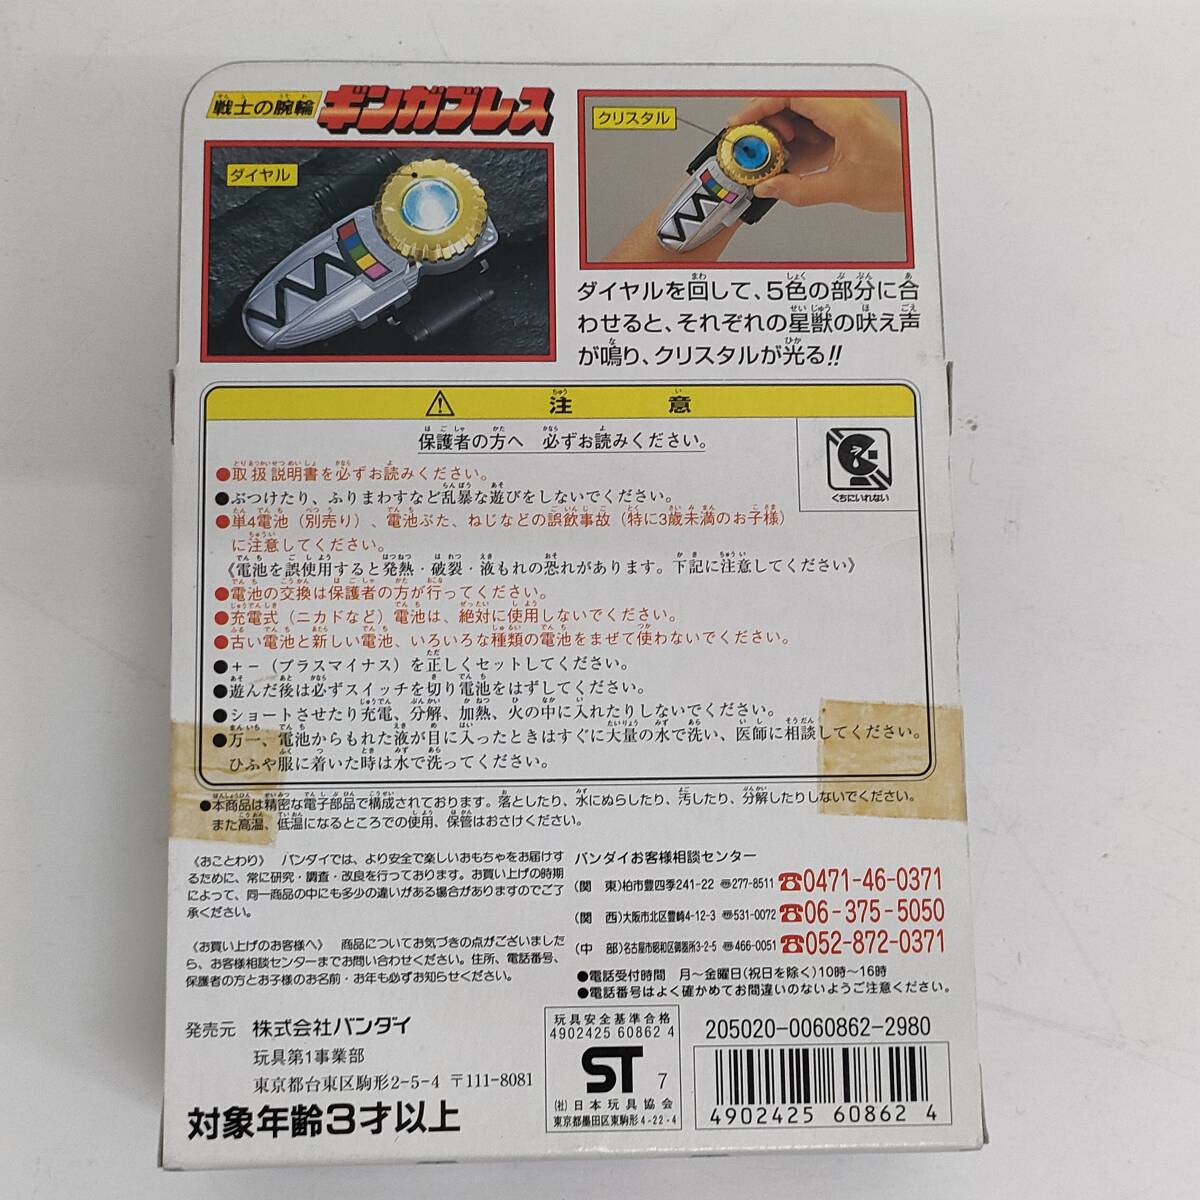 戦士の腕輪 ギンガブレス
ダイヤル
クリスタル
ダイヤルを回して、5色の部分に合
わせると、それぞれの星獣の吠え声
が鳴り、クリスタルが光る!!
注 意
保護者の方へ 必ずお読みください。
くちにいれない
●取扱説明書を必ずお読みください。
●ぶつけたり、ふりまわすなど乱暴な遊びをしないでください。
●単4電池（別売り）、電池ぶた、ねじなどの誤飲事故（特に3歳未満のお子様）
に注意してください。
《電池を誤使用すると発熱・破裂・液もれの恐れがあります。下記に注意してください》
●電池の交換は保護者の方が行ってください。
●充電式（ニカドなど）電池は、絶対に使用しないでください。
●古い電池と新しい電池、いろいろな種類の電池をまぜて使わないでください。
●＋－（プラスマイナス）を正しくセットしてください。
●遊んだ後は必ずスイッチを切り電池をはずしてください。
●ショートさせたり充電、分解、加熱、火の中に入れたりしないでください。
●万一、電池からもれた液が目に入ったときはすぐに大量の水で洗い、医師に相談してください。
ひふや服に着いた時は水で洗ってください。
●本商品は精密な電子部品で構成されております。落としたり、水にぬらしたり、汚したり、分解したりしないでください。
また高温、低温になるところでの使用、保管はおさけください。
《おことわり》 バンダイでは、より安全で楽しいおもちゃをお届けす
るために、常に研究・調査・改良を行っております。お買い上げの時期
によって、同一商品の中にも多少の違いがある場合がありますのでご了
承ください。
《お買い上げのお客様へ》 商品についてお気づきの点がございました
ら、お客様相談センターまでお問い合わせください。住所、電話番号、
保護者の方とお子様のお名前・お年も必ずお知らせください。
バンダイお客様相談センター
（関 東）柏市豊四季241-22 〒277-8511 ☎0471-46-0371
（関 西）大阪市北区豊崎4-12-3 〒531-0072 ☎06-375-5050
（中 部）名古屋市昭和区御器所3-2-5 〒466-0051 ☎052-872-0371
●電話受付時間 月～金曜日（祝日を除く）10時～16時
●電話番号はよく確かめてお間違いのないようご注意ください。
発売元 株式会社バンダイ
玩具第1事業部
東京都台東区駒形2-5-4 〒111-8081
対象年齢3才以上
玩具安全基準合格
4902425 60862 4
ST 7
（社）日本玩具協会
東京都墨田区東駒形4-22-4
205020-0060862-2980
4902425 608624